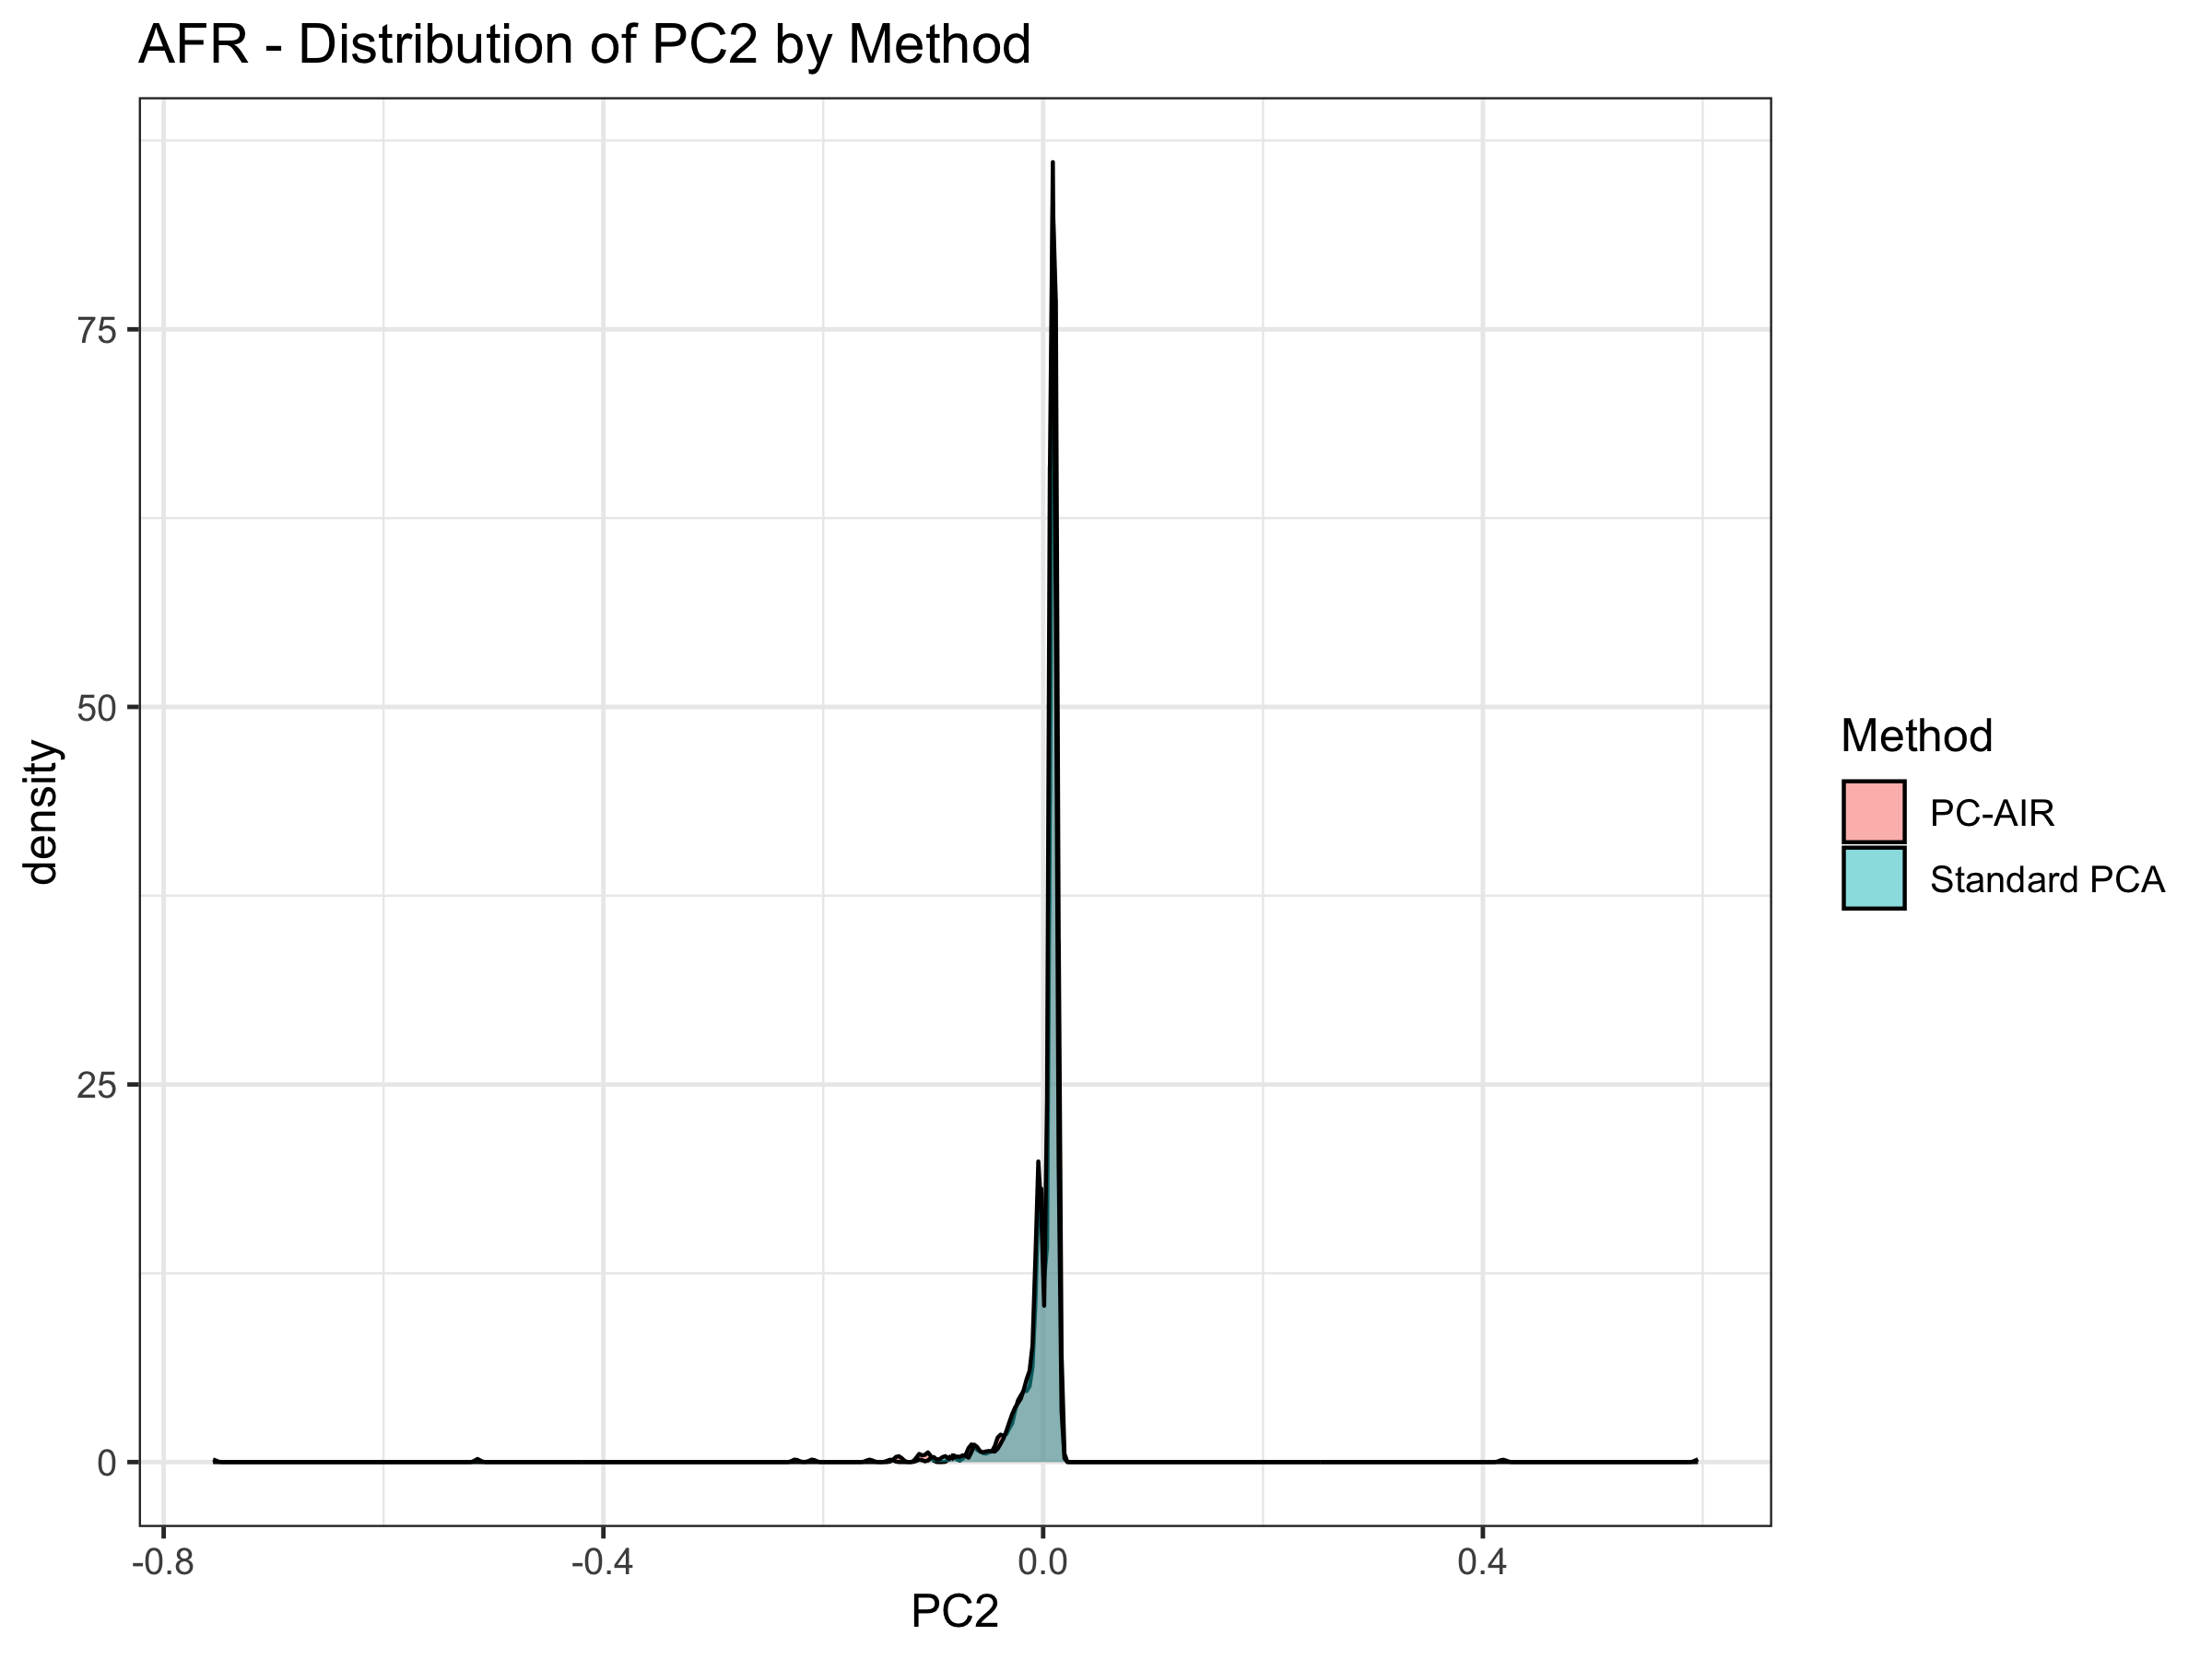 AFR - Distribution of PC2 by Method
75
50
25
0
density
-0.8
-0.4
0.0
0.4
PC2
Method
PC-AIR
Standard PCA